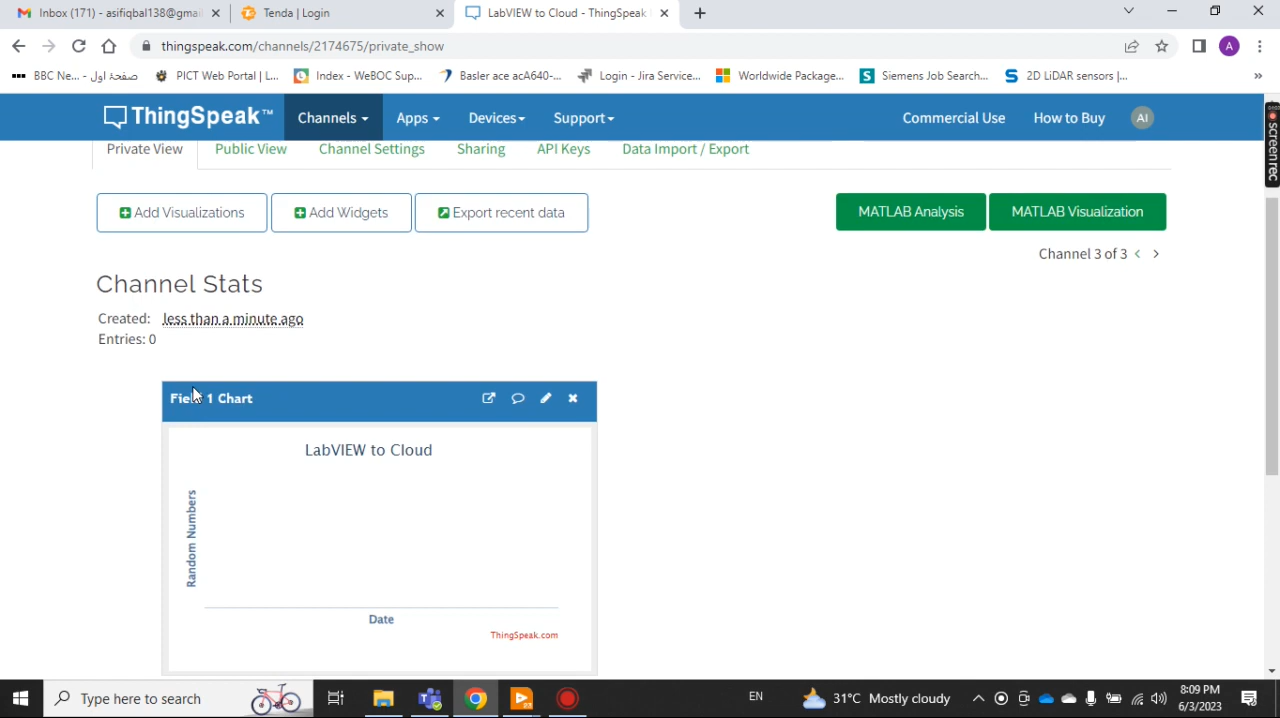 Inbox (171) - asifiqbal138@gmai
Tenda | Login
LabVIEW to Cloud - ThingSpeak
thingspeak.com/channels/2174675/private_show
BBC Ne... - صفحۂ اول
PICT Web Portal | L...
Index - WeBOC Sup...
Basler ace acA640-...
Login - Jira Service...
Worldwide Package...
Siemens Job Search...
2D LiDAR sensors |...
»
ThingSpeak™
Channels
Apps
Devices
Support
Commercial Use
How to Buy
AI
A
screen rec
Private View
Public View
Channel Settings
Sharing
API Keys
Data Import / Export
Add Visualizations
Add Widgets
Export recent data
MATLAB Analysis
MATLAB Visualization
Channel 3 of 3 < >
Channel Stats
Created: less than a minute ago
Entries: 0
Field 1 Chart
LabVIEW to Cloud
Random Numbers
Date
ThingSpeak.com
Type here to search
EN
31°C Mostly cloudy
8:09 PM
6/3/2023